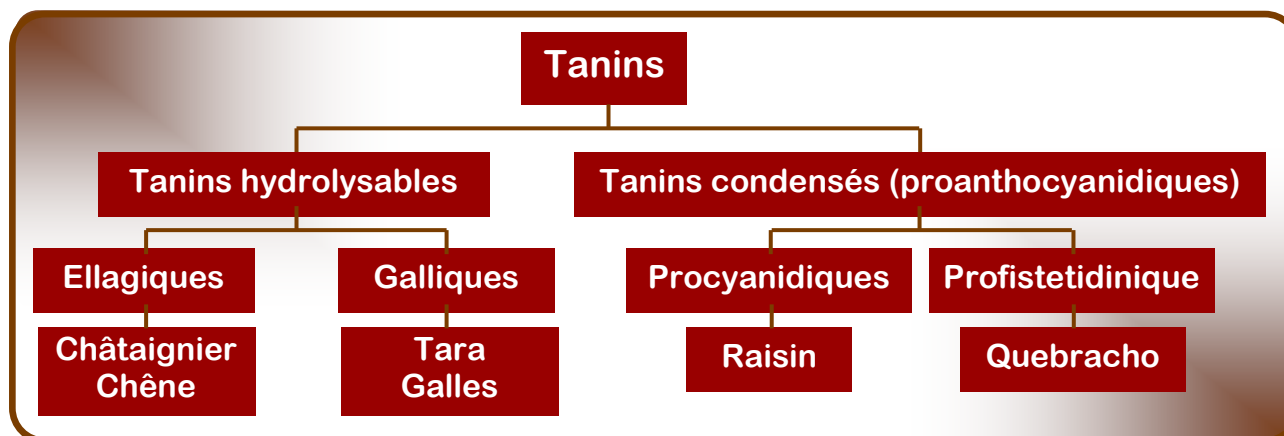 Tanins
Tanins hydrolysables
Tanins condensés (proanthocyanidiques)
Ellagiques
Galliques
Procyanidiques
Profistetidinique
Châtaignier
Chêne
Tara
Galles
Raisin
Quebracho